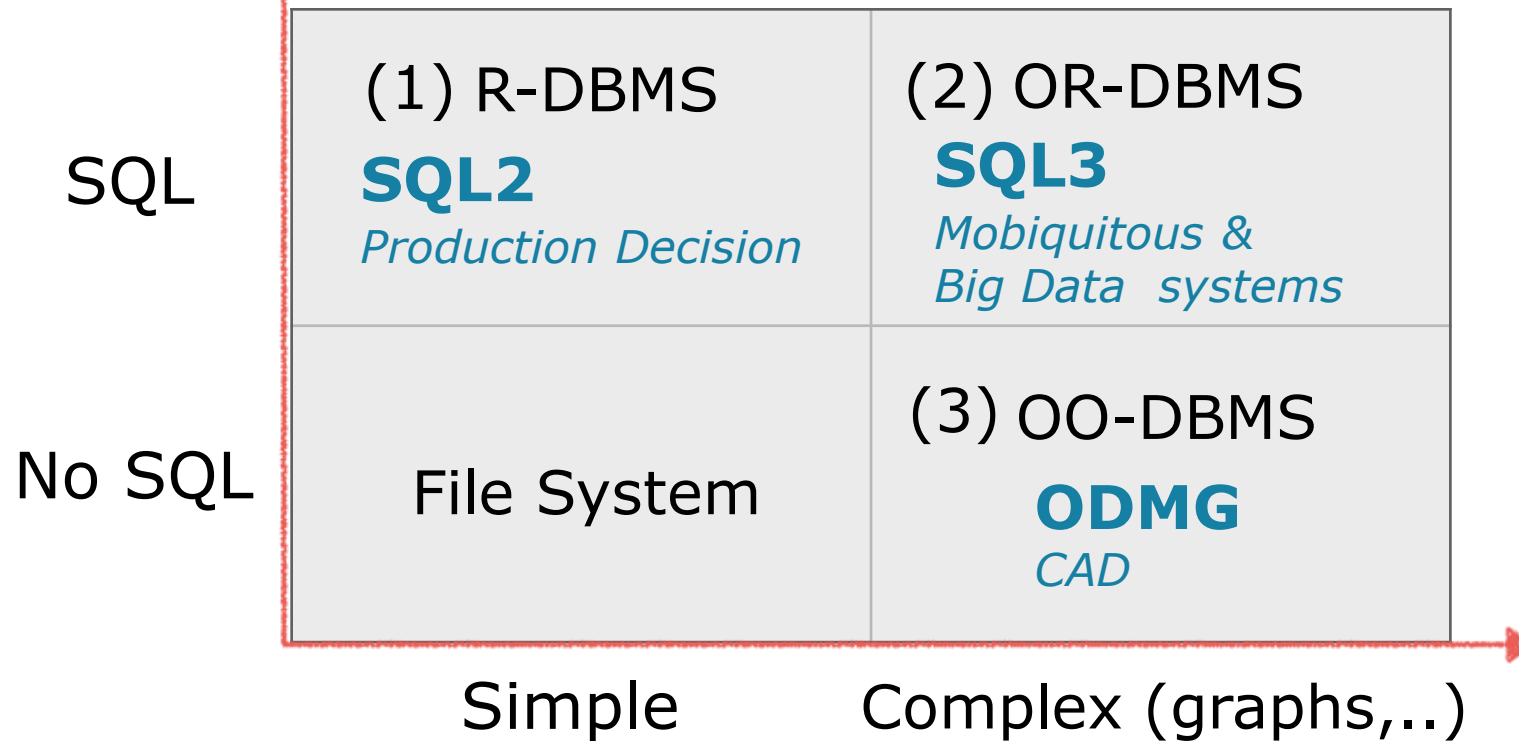 SQL
(1) R-DBMS
SQL2
Production Decision
(2) OR-DBMS
SQL3
Mobiquitous &
Big Data systems
No SQL
File System
(3) OO-DBMS
ODMG
CAD
Simple
Complex (graphs,..)